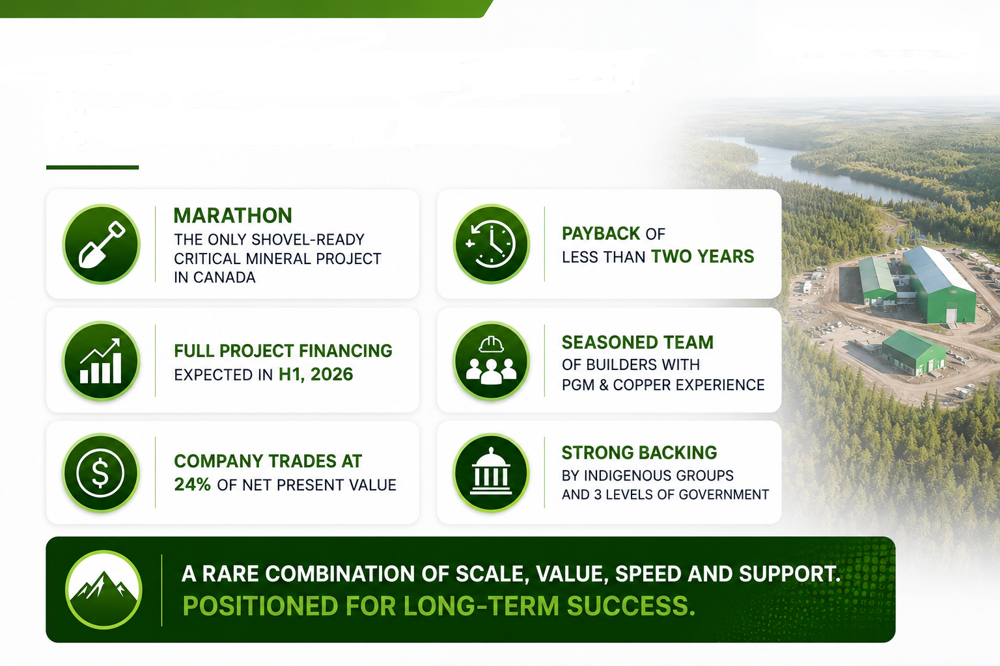 MARATHON
THE ONLY SHOVEL-READY
CRITICAL MINERAL PROJECT
IN CANADA
PAYBACK OF
LESS THAN TWO YEARS
FULL PROJECT FINANCING
EXPECTED IN H1, 2026
SEASONED TEAM
OF BUILDERS WITH
PGM & COPPER EXPERIENCE
COMPANY TRADES AT
24% OF NET PRESENT VALUE
STRONG BACKING
BY INDIGENOUS GROUPS
AND 3 LEVELS OF GOVERNMENT
A RARE COMBINATION OF SCALE, VALUE, SPEED AND SUPPORT.
POSITIONED FOR LONG-TERM SUCCESS.